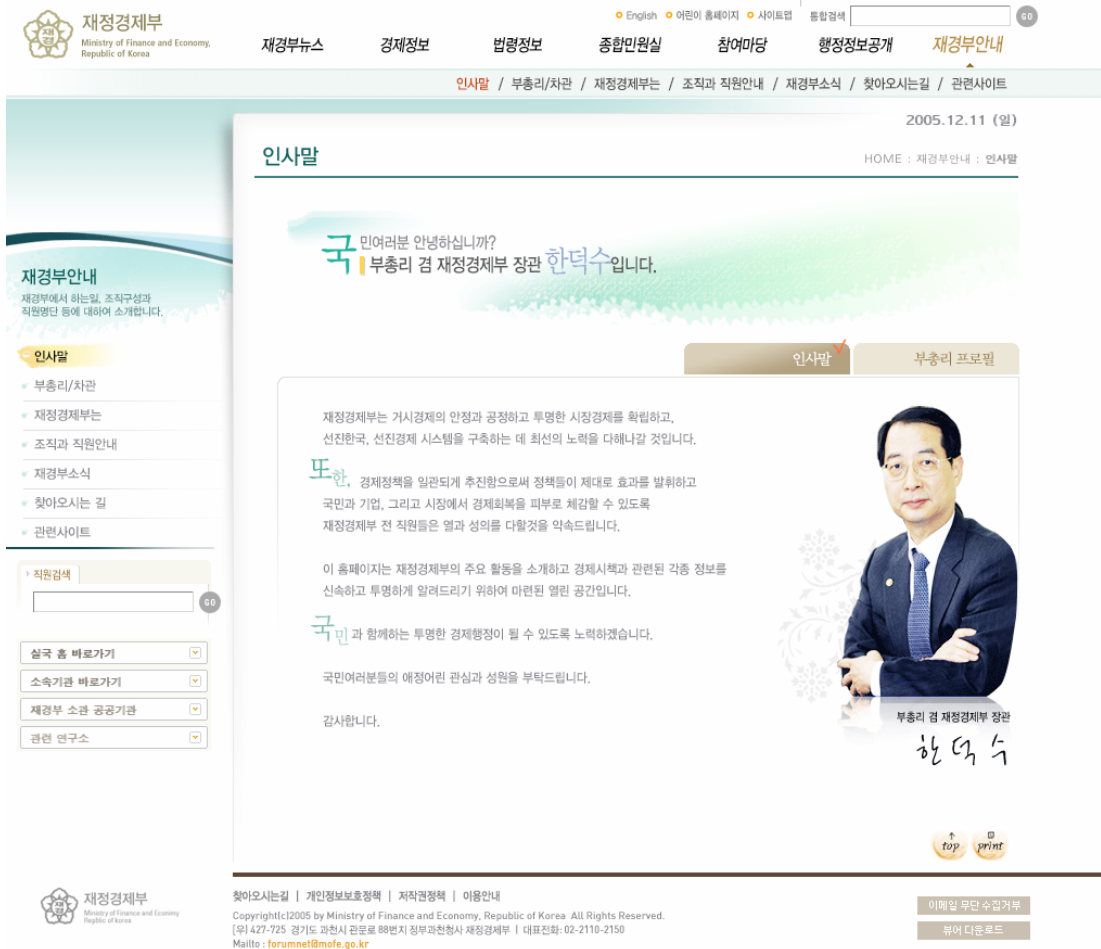 English 어린이 홈페이지 사이트맵 통합검색 GO
재정경제부
Ministry of Finance and Economy,
Republic of Korea
재경부뉴스 경제정보 법령정보 종합민원실 참여마당 행정정보공개 재경부안내
인사말 / 부총리/차관 / 재정경제부는 / 조직과 직원안내 / 재경부소식 / 찾아오시는길 / 관련사이트
2005.12.11 (일)
인사말
HOME : 재경부안내 : 인사말
재경부안내
재경부에서 하는일, 조직구성과
직원명단 등에 대하여 소개합니다.
인사말
부총리/차관
재정경제부는
조직과 직원안내
재경부소식
찾아오시는 길
관련사이트
직원검색
GO
실국 홈 바로가기
소속기관 바로가기
재경부 소관 공공기관
관련 연구소
국민여러분 안녕하십니까?
부총리 겸 재정경제부 장관 한덕수입니다.
인사말 부총리 프로필
재정경제부는 거시경제의 안정과 공정하고 투명한 시장경제를 확립하고,
선진한국, 선진경제 시스템을 구축하는 데 최선의 노력을 다해나갈 것입니다.
또한, 경제정책을 일관되게 추진함으로써 정책들이 제대로 효과를 발휘하고
국민과 기업, 그리고 시장에서 경제회복을 피부로 체감할 수 있도록
재정경제부 전 직원들은 열과 성의를 다할것을 약속드립니다.
이 홈페이지는 재정경제부의 주요 활동을 소개하고 경제시책과 관련된 각종 정보를
신속하고 투명하게 알려드리기 위하여 마련된 열린 공간입니다.
국민과 함께하는 투명한 경제행정이 될 수 있도록 노력하겠습니다.
국민여러분들의 애정어린 관심과 성원을 부탁드립니다.
감사합니다.
부총리 겸 재정경제부 장관
한덕수
top print
재정경제부
Ministry of Finance and Economy
Republic of korea
찾아오시는길 | 개인정보보호정책 | 저작권정책 | 이용안내
Copyright(c)2005 by Ministry of Finance and Economy, Republic of Korea All Rights Reserved.
[우] 427-725 경기도 과천시 관문로 88번지 정부과천청사 재정경제부 | 대표전화: 02-2110-2150
Mailto : forumnet@mofe.go.kr
이메일 무단 수집거부
뷰어 다운로드